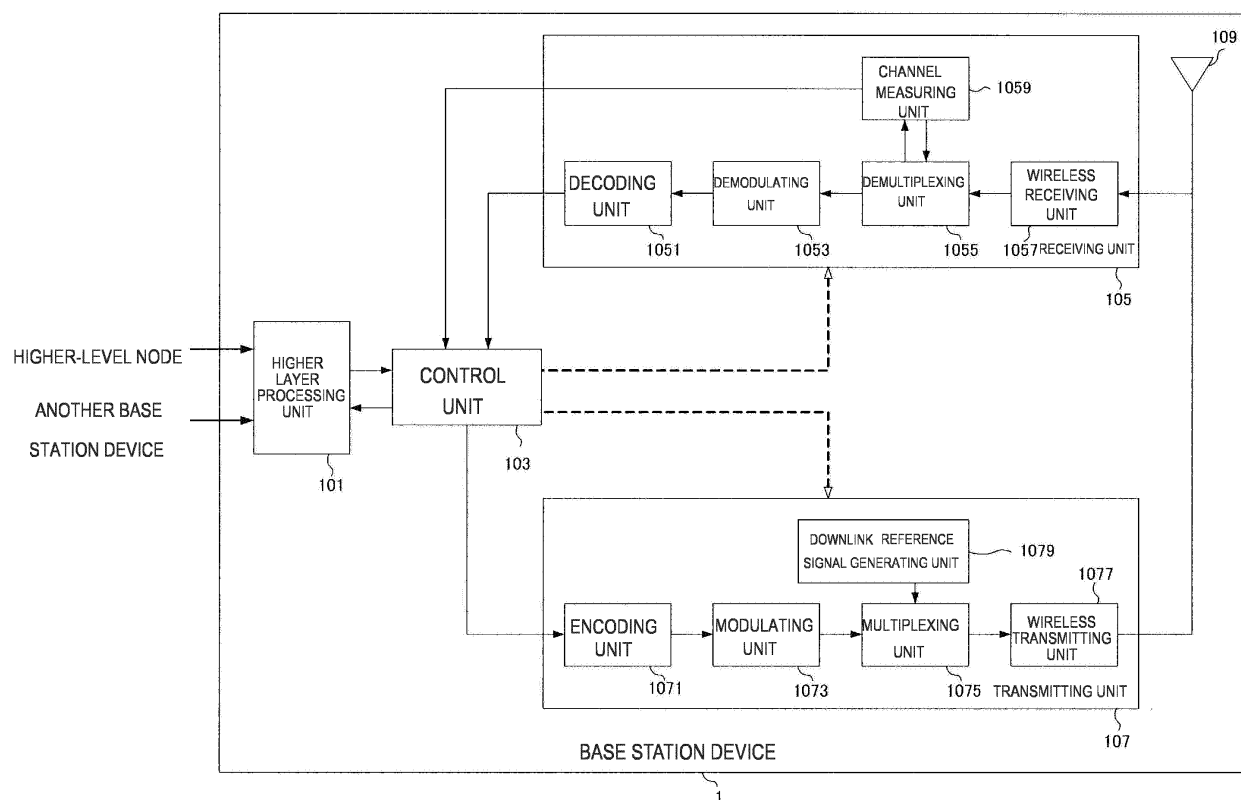 109
CHANNEL
MEASURING
UNIT
1059
DECODING
UNIT
1051
DEMODULATING
UNIT
1053
DEMULTIPLEXING
UNIT
1055
WIRELESS
RECEIVING
UNIT
1057
RECEIVING UNIT
105
HIGHER-LEVEL NODE
ANOTHER BASE
STATION DEVICE
HIGHER
LAYER
PROCESSING
UNIT
101
CONTROL
UNIT
103
DOWNLINK REFERENCE
SIGNAL GENERATING UNIT
1079
ENCODING
UNIT
1071
MODULATING
UNIT
1073
MULTIPLEXING
UNIT
1075
1077
WIRELESS
TRANSMITTING
UNIT
TRANSMITTING UNIT
107
BASE STATION DEVICE
1